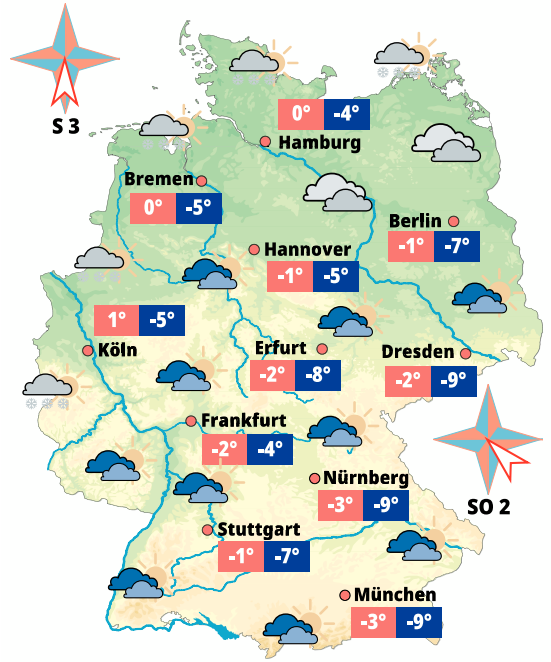 S 3
0° -4°
Hamburg
Bremen
0° -5°
Berlin
-1° -7°
Hannover
-1° -5°
1° -5°
Köln
Erfurt
-2° -8°
Dresden
-2° -9°
Frankfurt
-2° -4°
Nürnberg
-3° -9°
SO 2
Stuttgart
-1° -7°
München
-3° -9°